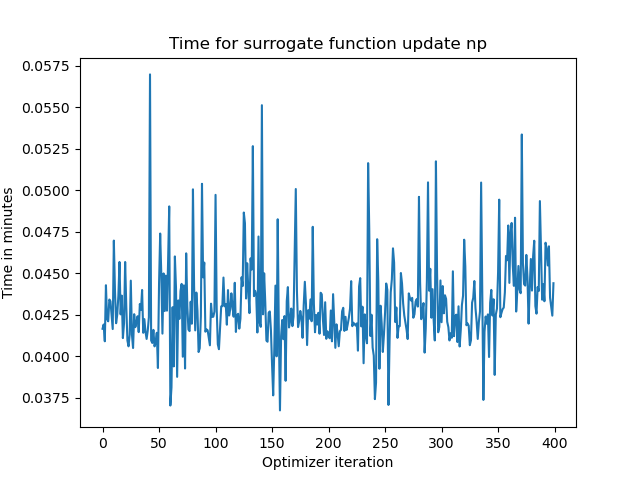 Time for surrogate function update np
Time in minutes
0.0575
0.0550
0.0525
0.0500
0.0475
0.0450
0.0425
0.0400
0.0375
0 50 100 150 200 250 300 350 400
Optimizer iteration